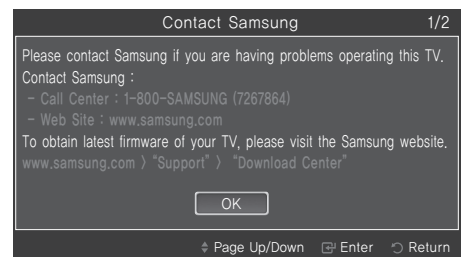 Contact Samsung 1/2
Please contact Samsung if you are having problems operating this TV.
Contact Samsung :
- Call Center : 1-800-SAMSUNG (7267864)
- Web Site : www.samsung.com
To obtain latest firmware of your TV, please visit the Samsung website.
www.samsung.com 〉 “Support” 〉 “Download Center”
OK
Page Up/Down Enter Return